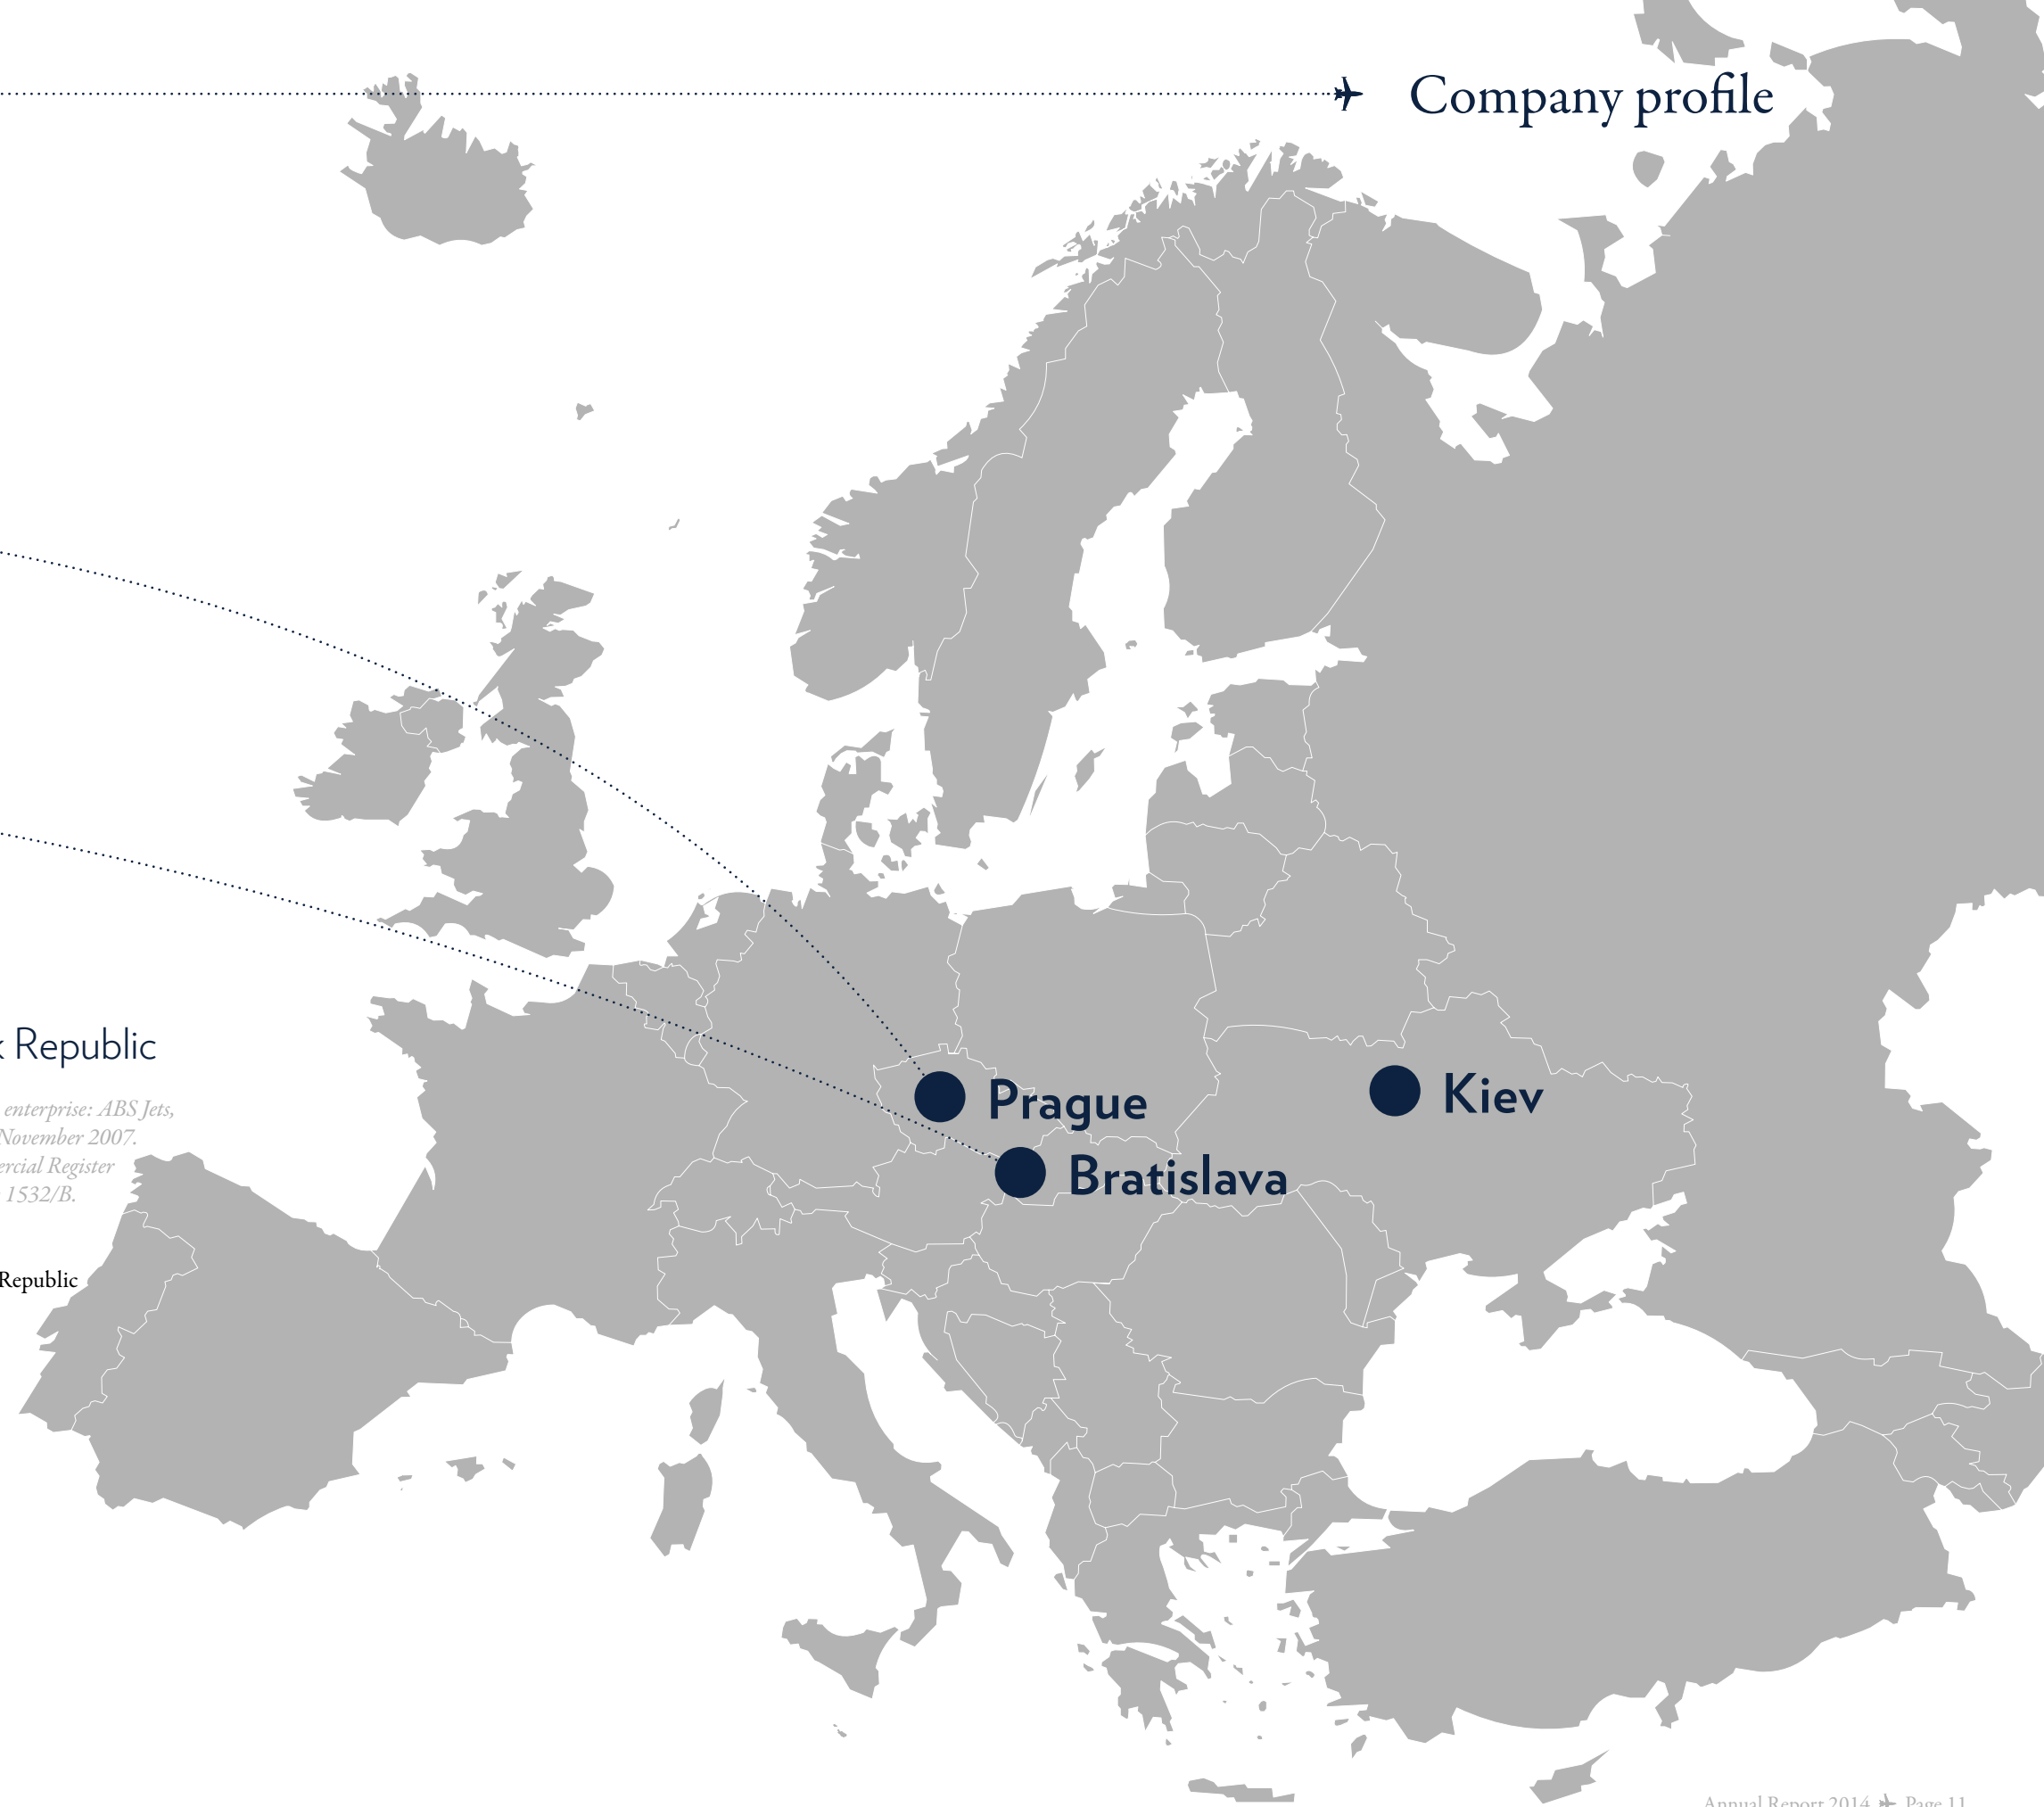 Company profile
Republic
enterprise: ABS Jets,
November 2007.
Register
1532/B.
Republic
Prague
Kiev
Bratislava
Annual Report 2014 Page 11